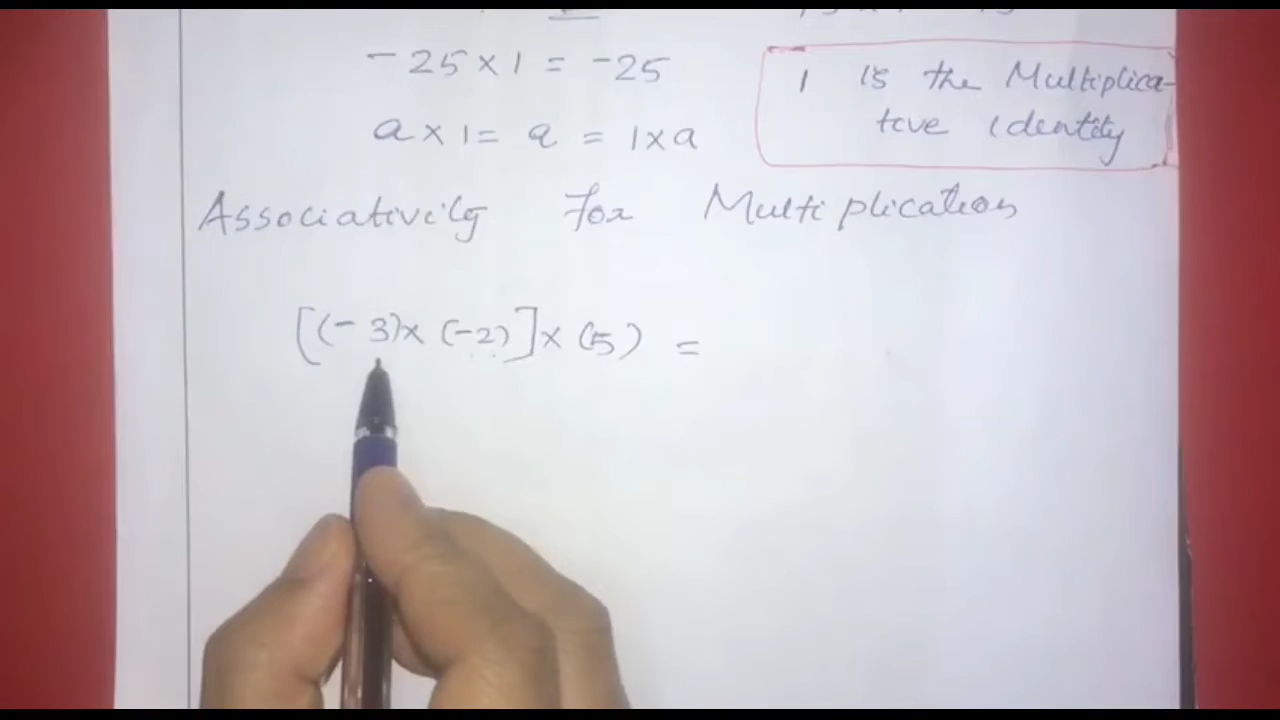 - 25 × 1 = -25
a × 1 = a = 1 × a
1 is the Multiplica-
tive identity
Associativity for Multiplication
[(- 3) × (-2)] × (5) =